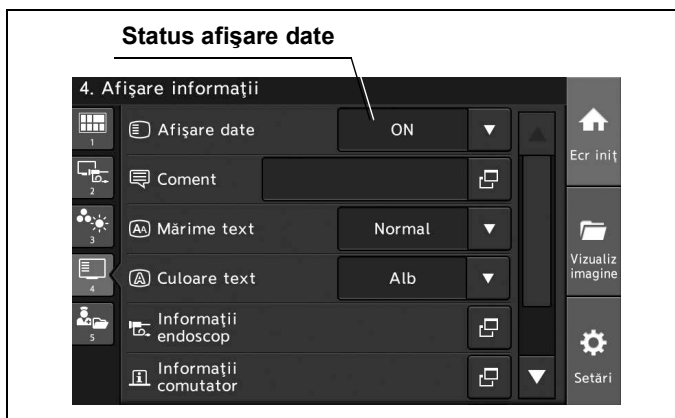 Status afişare date
4. Afişare informaţii
1
Afişare date
ON
Ecr iniţ
2
Coment
3
AA Mărime text
Normal
Vizualiz
imagine
4
A Culoare text
Alb
5
Informaţii
endoscop
Informaţii
comutator
Setări